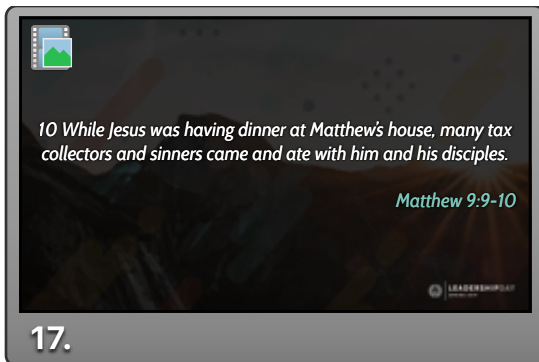 10 While Jesus was having dinner at Matthew's house, many tax
collectors and sinners came and ate with him and his disciples.
Matthew 9:9-10
LEADERSHIPDAY
17.